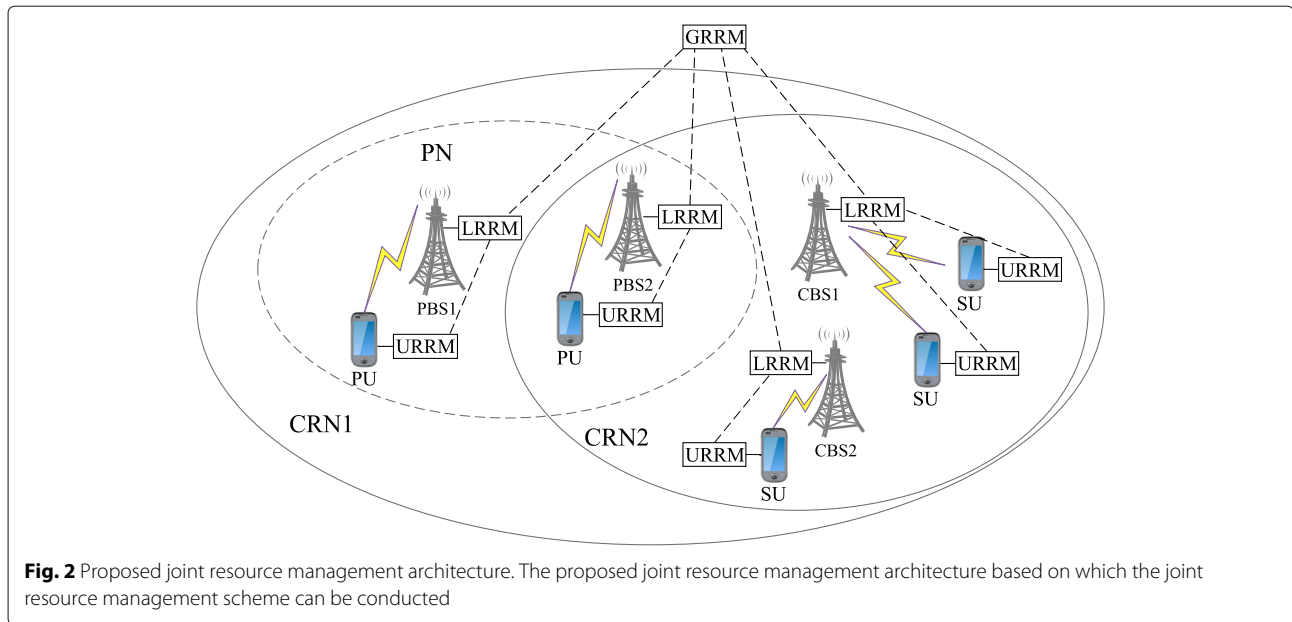 GRRM
PN
LRRM
LRRM
LRRM
PBS1
PBS2
CBS1
URRM
SU
URRM
URRM
PU
PU
LRRM
URRM
SU
CRN1
CRN2
CBS2
URRM
SU
Fig. 2 Proposed joint resource management architecture. The proposed joint resource management architecture based on which the joint
resource management scheme can be conducted